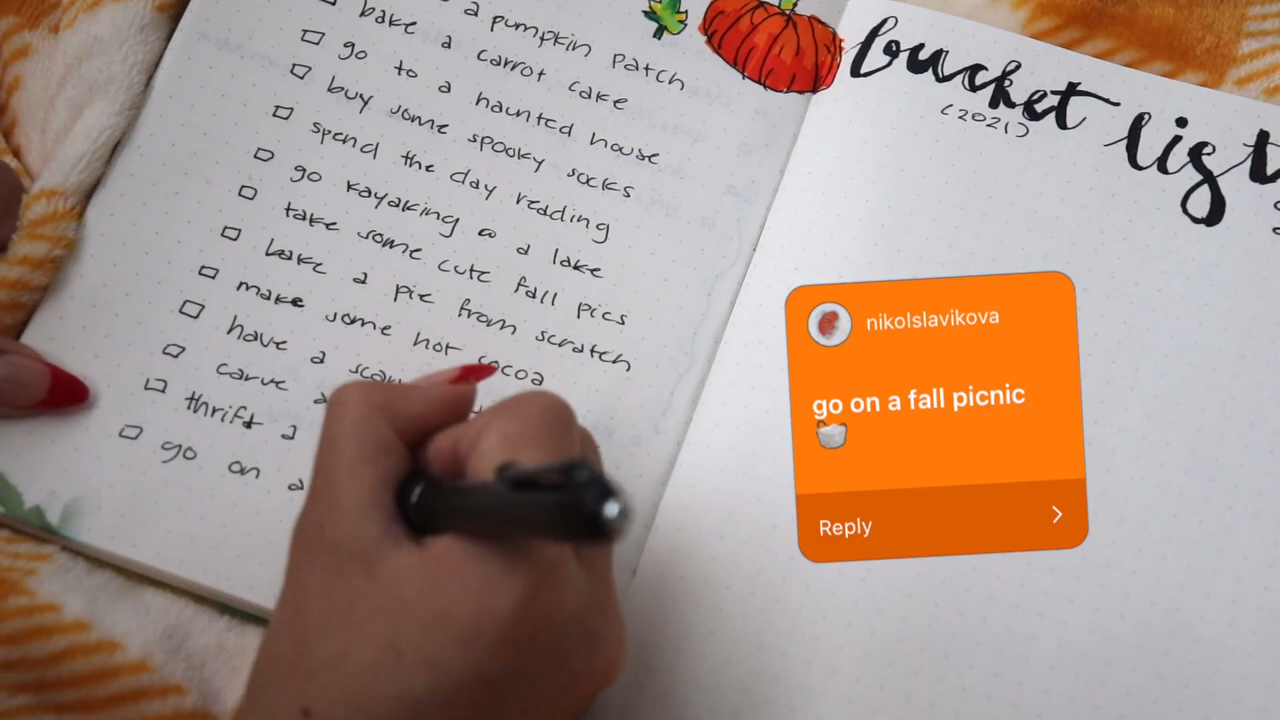 a pumpkin patch
bake a carrot cake
go to a haunted house
buy some spooky socks
spend the day reading
go kayaking @ a lake
take some cute fall pics
bake a pie from scratch
make some hot cocoa
have a
carve a
thrift a
go on a
bucket list
(2021)
nikolslavikova
go on a fall picnic
Reply